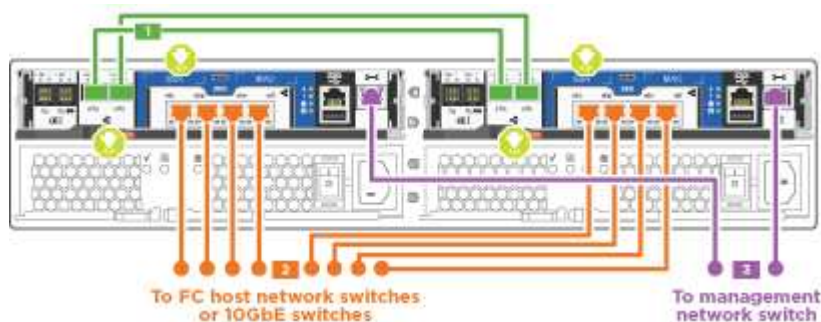 1
2
3
To FC host network switches
or 10GbE switches
To management
network switch